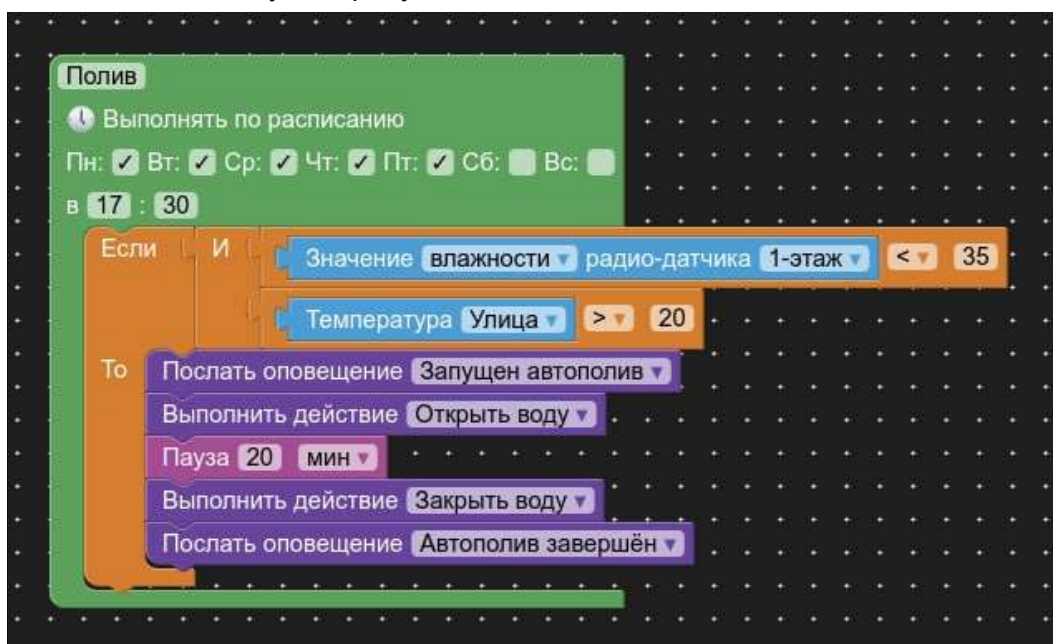 Полив
Выполнять по расписанию
Пн: Вт: Ср: Чт: Пт: Сб: Вс:
в 17 : 30
Если И Значение влажности радио-датчика 1-этаж < 35
Температура Улица > 20
То Послать оповещение Запущен автополив
Выполнить действие Открыть воду
Пауза 20 мин
Выполнить действие Закрыть воду
Послать оповещение Автополив завершён